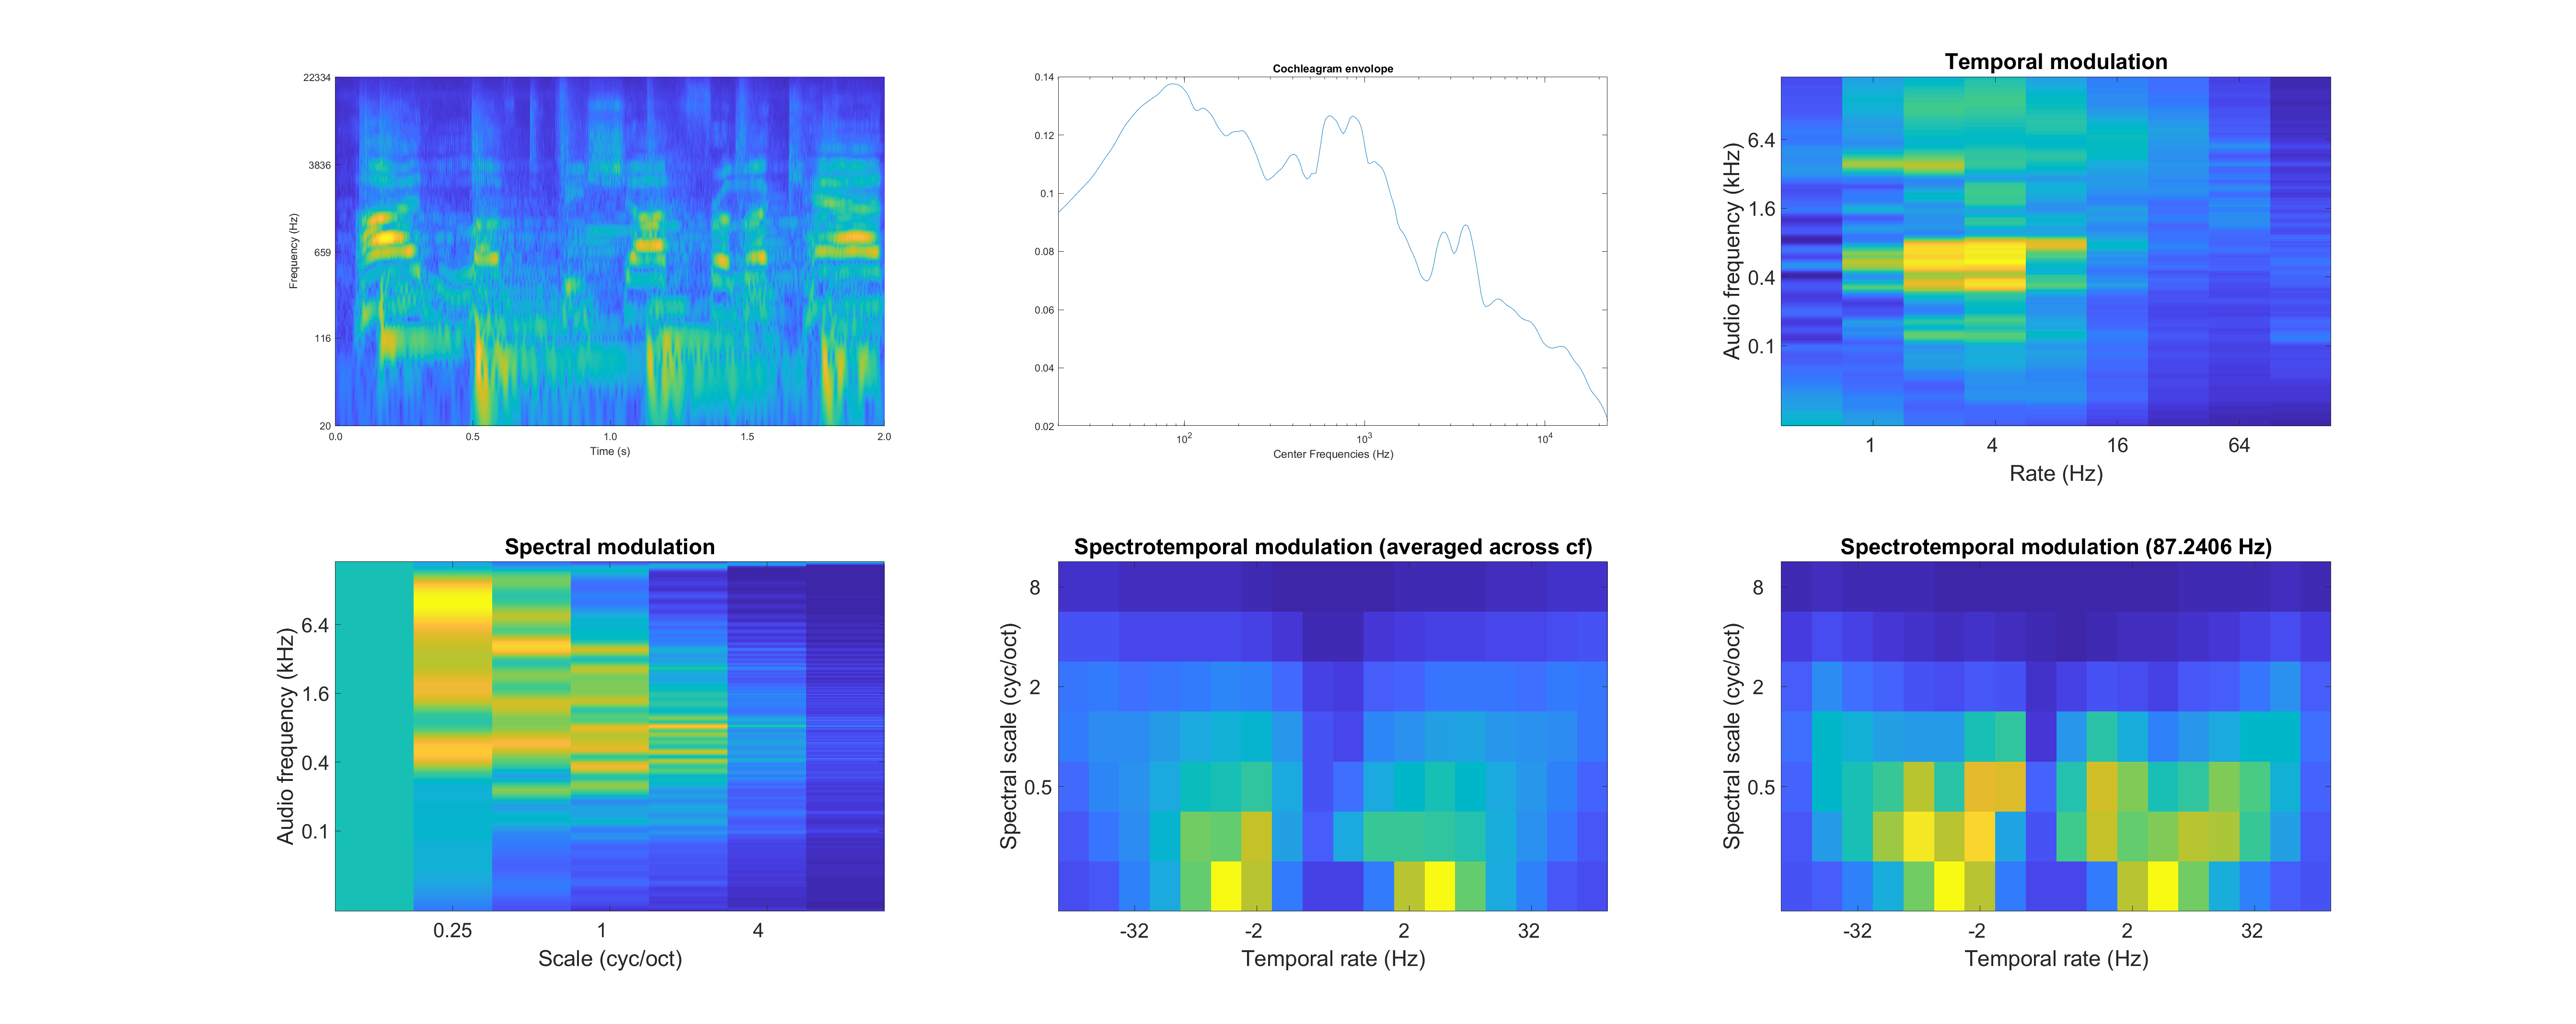 22334
3836
659
116
20
Frequency (Hz)
0.0 0.5 1.0 1.5 2.0
Time (s)
Cochleagram envolope
0.14
0.12
0.1
0.08
0.06
0.04
0.02
10^2 10^3 10^4
Center Frequencies (Hz)
Temporal modulation
6.4
1.6
0.4
0.1
Audio frequency (kHz)
1 4 16 64
Rate (Hz)
Spectral modulation
6.4
1.6
0.4
0.1
Audio frequency (kHz)
0.25 1 4
Scale (cyc/oct)
Spectrotemporal modulation (averaged across cf)
8
2
0.5
Spectral scale (cyc/oct)
-32 -2 2 32
Temporal rate (Hz)
Spectrotemporal modulation (87.2406 Hz)
8
2
0.5
Spectral scale (cyc/oct)
-32 -2 2 32
Temporal rate (Hz)